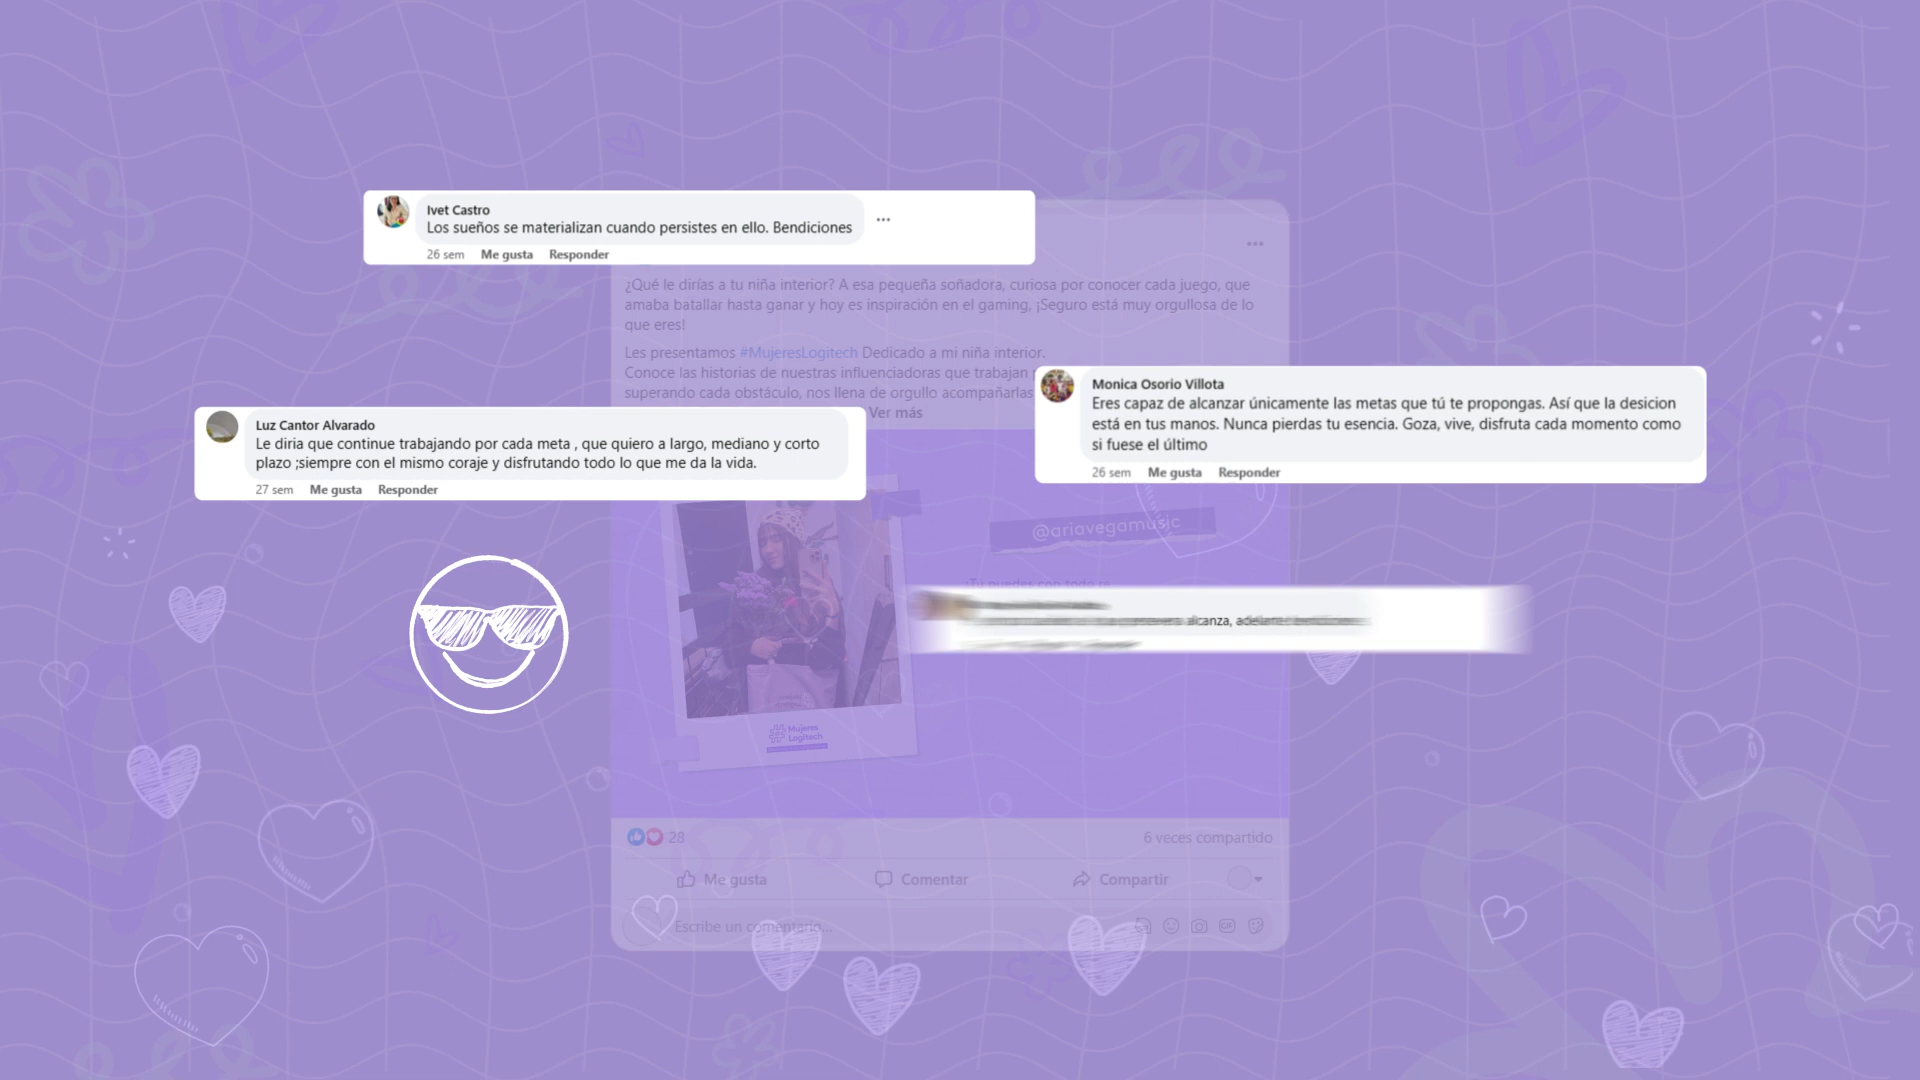 Ivet Castro
Los sueños se materializan cuando persistes en ello. Bendiciones
26 sem Me gusta Responder
¿Qué le dirías a tu niña interior? A esa pequeña soñadora, curiosa por conocer cada juego, que
amaba batallar hasta ganar y hoy es inspiración en el gaming, ¡Seguro está muy orgullosa de lo
que eres!
Les presentamos #MujeresLogitech Dedicado a mi niña interior.
Conoce las historias de nuestras influenciadoras que trabajan
superando cada obstáculo, nos llena de orgullo acompañarlas
Ver más
Monica Osorio Villota
Eres capaz de alcanzar únicamente las metas que tú te propongas. Así que la desicion
está en tus manos. Nunca pierdas tu esencia. Goza, vive, disfruta cada momento como
si fuese el último
26 sem Me gusta Responder
Luz Cantor Alvarado
Le diria que continue trabajando por cada meta , que quiero a largo, mediano y corto
plazo ;siempre con el mismo coraje y disfrutando todo lo que me da la vida.
27 sem Me gusta Responder
@ariavegamusic
¡Tú puedes con todo
alcanza,
#Mujeres
Logitech
28
6 veces compartido
Me gusta Comentar Compartir
Escribe un comentario...
GIF